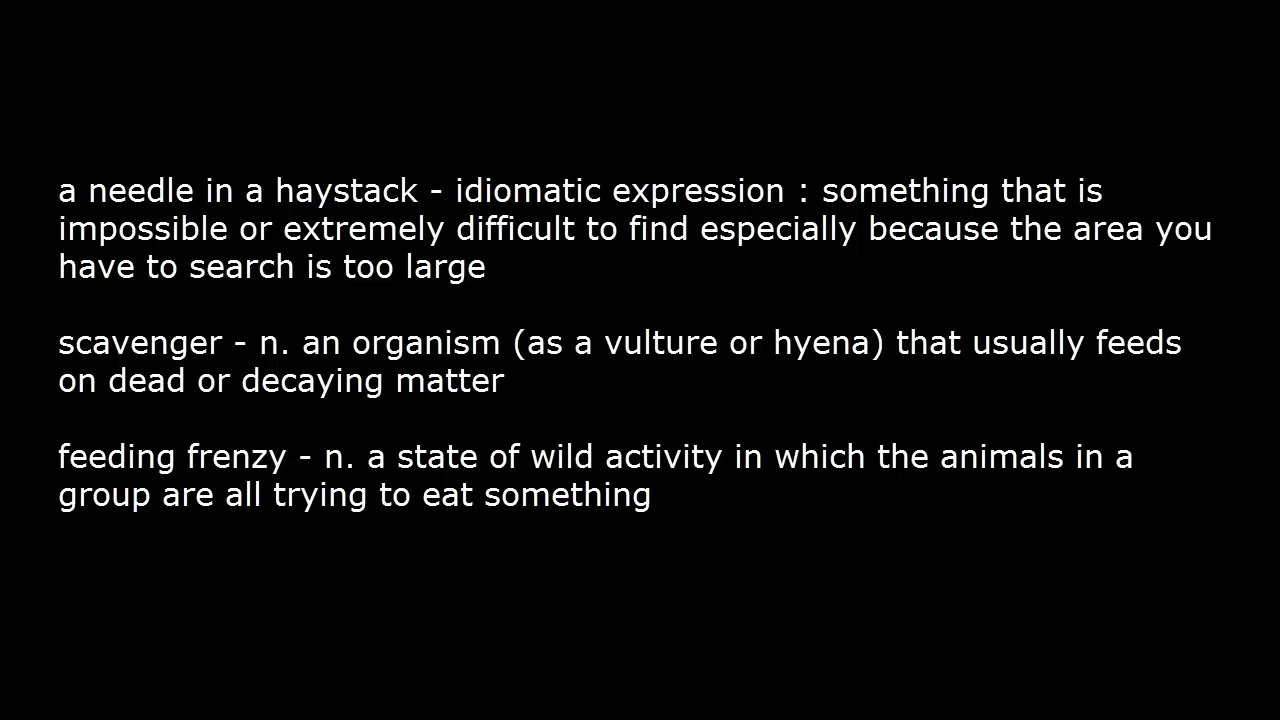 a needle in a haystack - idiomatic expression : something that is
impossible or extremely difficult to find especially because the area you
have to search is too large
scavenger - n. an organism (as a vulture or hyena) that usually feeds
on dead or decaying matter
feeding frenzy - n. a state of wild activity in which the animals in a
group are all trying to eat something